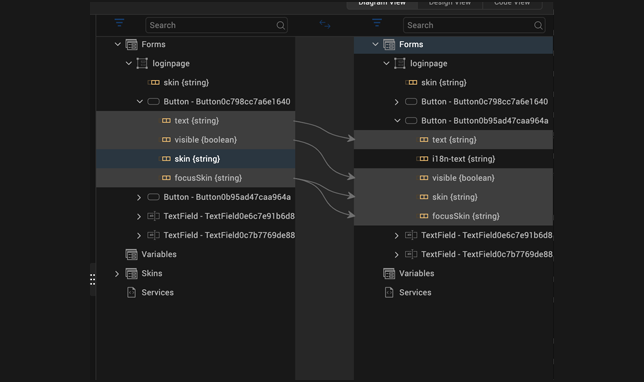 Diagram View
Design View
Code View
Search
Search
Forms
loginpage
skin {string}
Button - Button0c798cc7a6e1640
text {string}
visible {boolean}
skin {string}
focusSkin {string}
Button - Button0b95ad47caa964a
TextField - TextField0e6c7e91b6d8
TextField - TextField0c7b7769de88
Variables
Skins
Services
Forms
loginpage
skin {string}
Button - Button0c798cc7a6e1640
Button - Button0b95ad47caa964a
text {string}
i18n-text {string}
visible {boolean}
skin {string}
focusSkin {string}
TextField - TextField0e6c7e91b6d8
TextField - TextField0c7b7769de88
Variables
Services